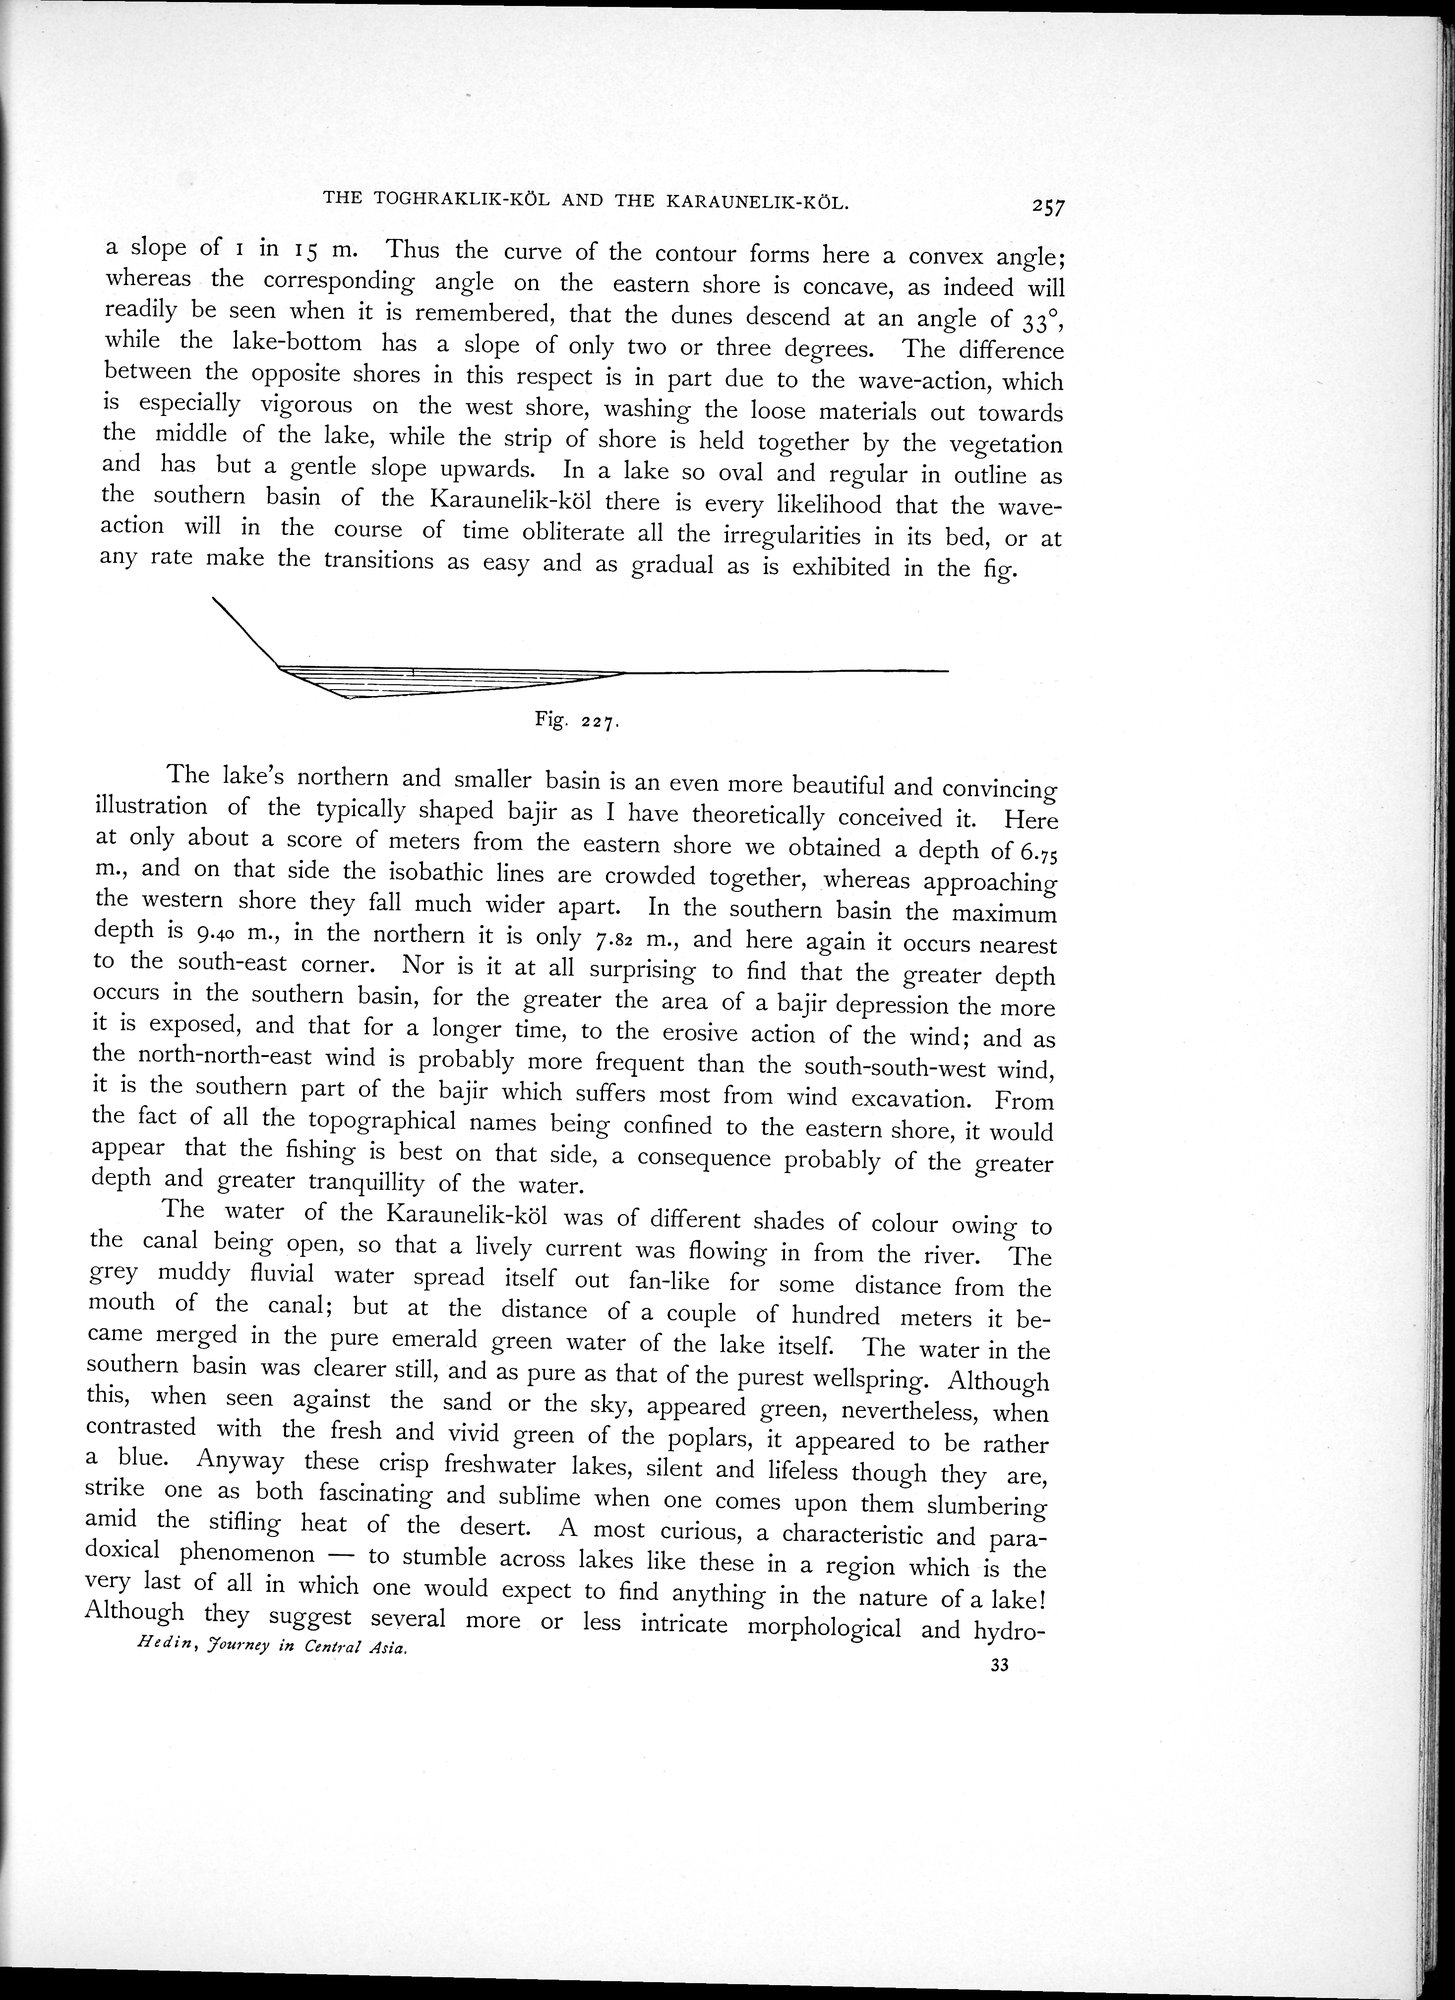 THE TOGHRAKLIK-KÖL AND THE KARAUNELIK-KÖL.
257
a slope of 1 in 15 m. Thus the curve of the contour forms here a convex angle;
whereas the corresponding angle on the eastern shore is concave, as indeed will
readily be seen when it is remembered, that the dunes descend at an angle of 33°,
while the lake-bottom has a slope of only two or three degrees. The difference
between the opposite shores in this respect is in part due to the wave-action, which
is especially vigorous on the west shore, washing the loose materials out towards
the middle of the lake, while the strip of shore is held together by the vegetation
and has but a gentle slope upwards. In a lake so oval and regular in outline as
the southern basin of the Karaunelik-köl there is every likelihood that the wave-
action will in the course of time obliterate all the irregularities in its bed, or at
any rate make the transitions as easy and as gradual as is exhibited in the fig.
Fig. 227.
The lake's northern and smaller basin is an even more beautiful and convincing
illustration of the typically shaped bajir as I have theoretically conceived it. Here
at only about a score of meters from the eastern shore we obtained a depth of 6.75
m., and on that side the isobathic lines are crowded together, whereas approaching
the western shore they fall much wider apart. In the southern basin the maximum
depth is 9.40 m., in the northern it is only 7.82 m., and here again it occurs nearest
to the south-east corner. Nor is it at all surprising to find that the greater depth
occurs in the southern basin, for the greater the area of a bajir depression the more
it is exposed, and that for a longer time, to the erosive action of the wind; and as
the north-north-east wind is probably more frequent than the south-south-west wind,
it is the southern part of the bajir which suffers most from wind excavation. From
the fact of all the topographical names being confined to the eastern shore, it would
appear that the fishing is best on that side, a consequence probably of the greater
depth and greater tranquillity of the water.
The water of the Karaunelik-köl was of different shades of colour owing to
the canal being open, so that a lively current was flowing in from the river. The
grey muddy fluvial water spread itself out fan-like for some distance from the
mouth of the canal; but at the distance of a couple of hundred meters it be-
came merged in the pure emerald green water of the lake itself. The water in the
southern basin was clearer still, and as pure as that of the purest wellspring. Although
this, when seen against the sand or the sky, appeared green, nevertheless, when
contrasted with the fresh and vivid green of the poplars, it appeared to be rather
a blue. Anyway these crisp freshwater lakes, silent and lifeless though they are,
strike one as both fascinating and sublime when one comes upon them slumbering
amid the stifling heat of the desert. A most curious, a characteristic and para-
doxical phenomenon — to stumble across lakes like these in a region which is the
very last of all in which one would expect to find anything in the nature of a lake!
Although they suggest several more or less intricate morphological and hydro-
Hedin, Journey in Central Asia.
33